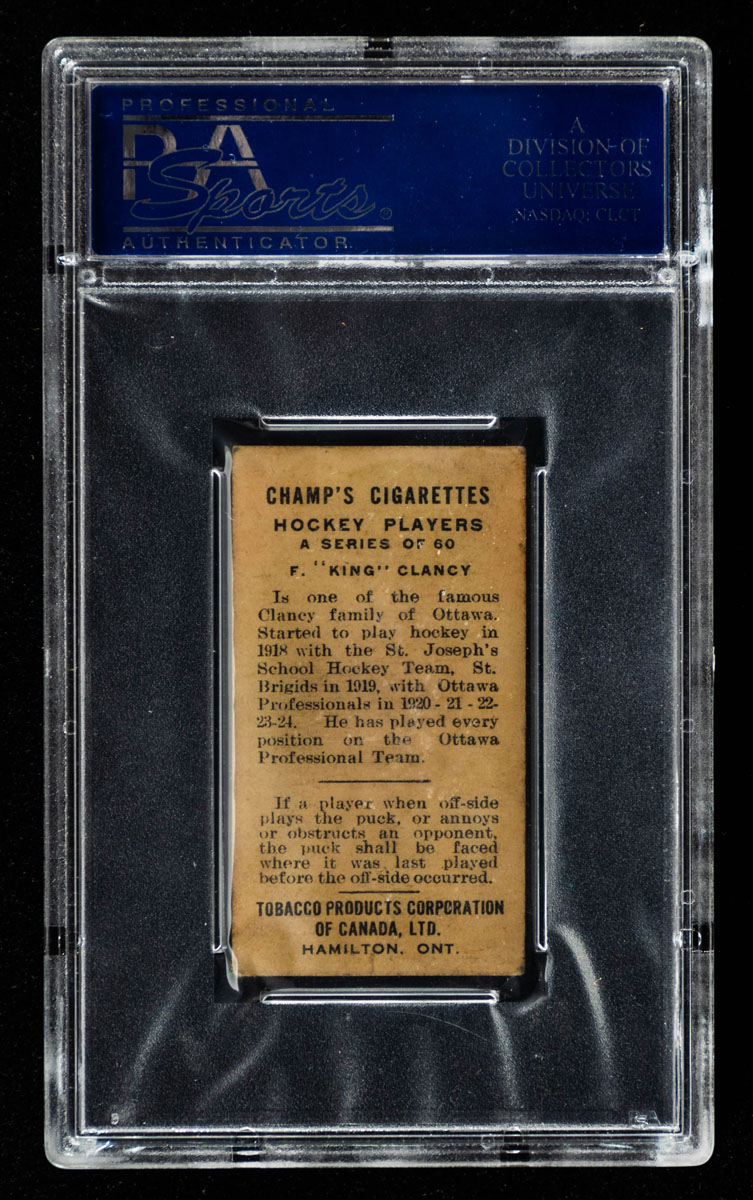 PROFESSIONAL
PSA
Sports®
AUTHENTICATOR
A
DIVISION OF
COLLECTORS
UNIVERSE
NASDAQ: CLCT
CHAMP'S CIGARETTES
HOCKEY PLAYERS
A SERIES OF 60
F. "KING" CLANCY
Is one of the famous
Clancy family of Ottawa.
Started to play hockey in
1918 with the St. Joseph's
School Hockey Team, St.
Brigids in 1919, with Ottawa
Professionals in 1920 - 21 - 22-
23-24. He has played every
position on the Ottawa
Professional Team.
If a player when off-side
plays the puck, or annoys
or obstructs an opponent,
the puck shall be faced
where it was last played
before the off-side occurred.
TOBACCO PRODUCTS CORPORATION
OF CANADA, LTD.
HAMILTON, ONT.